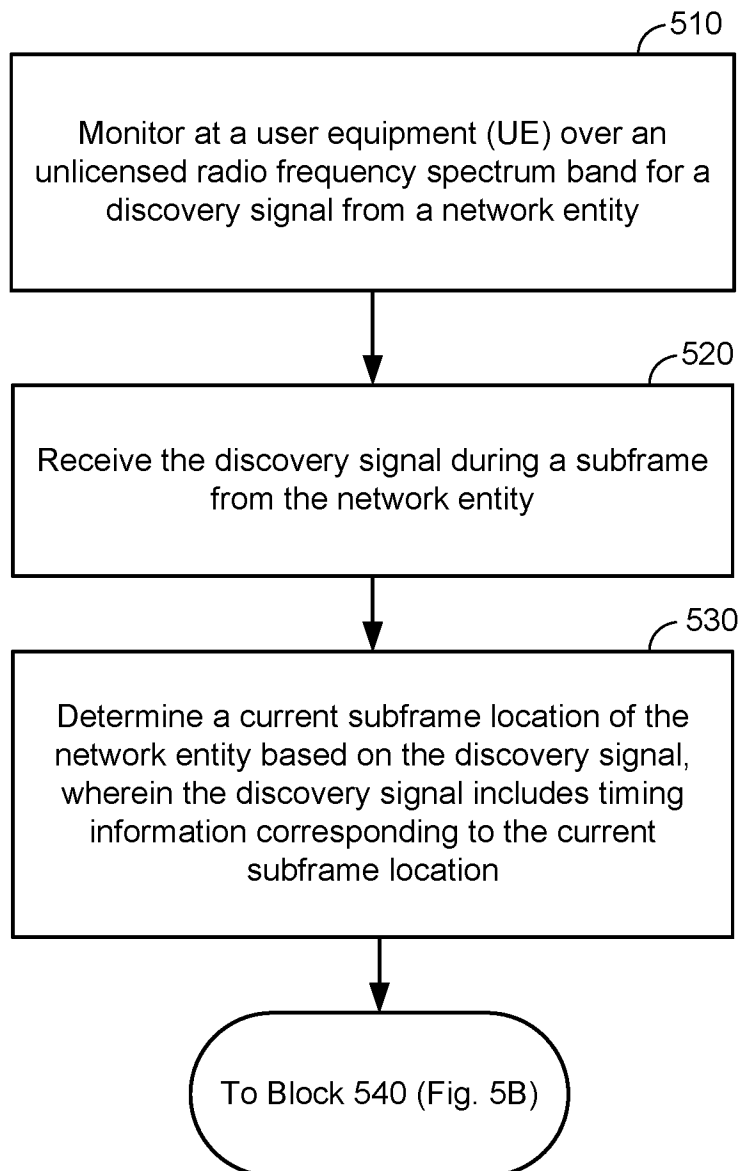 510
Monitor at a user equipment (UE) over an
unlicensed radio frequency spectrum band for a
discovery signal from a network entity
520
Receive the discovery signal during a subframe
from the network entity
530
Determine a current subframe location of the
network entity based on the discovery signal,
wherein the discovery signal includes timing
information corresponding to the current
subframe location
To Block 540 (Fig. 5B)